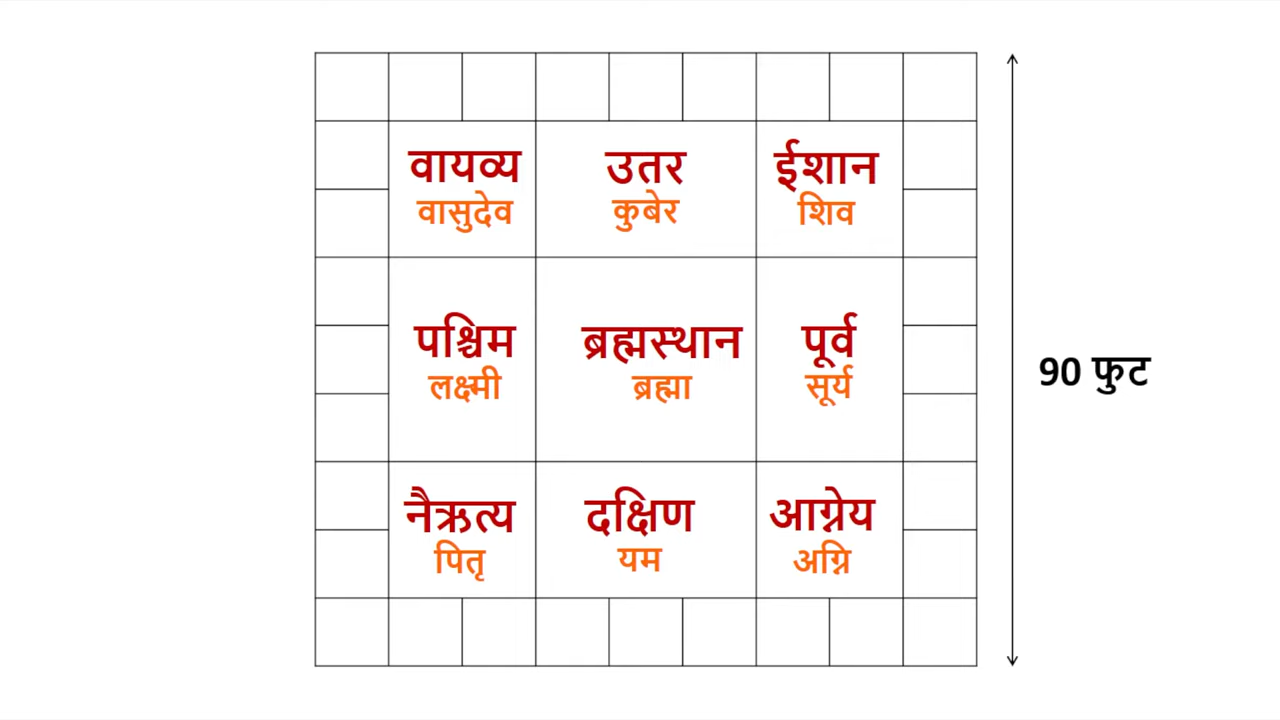 वायव्य
वासुदेव
उतर
कुबेर
ईशान
शिव
पश्चिम
लक्ष्मी
ब्रह्मस्थान
ब्रह्मा
पूर्व
सूर्य
90 फुट
नैऋत्य
पितृ
दक्षिण
यम
आग्नेय
अग्नि